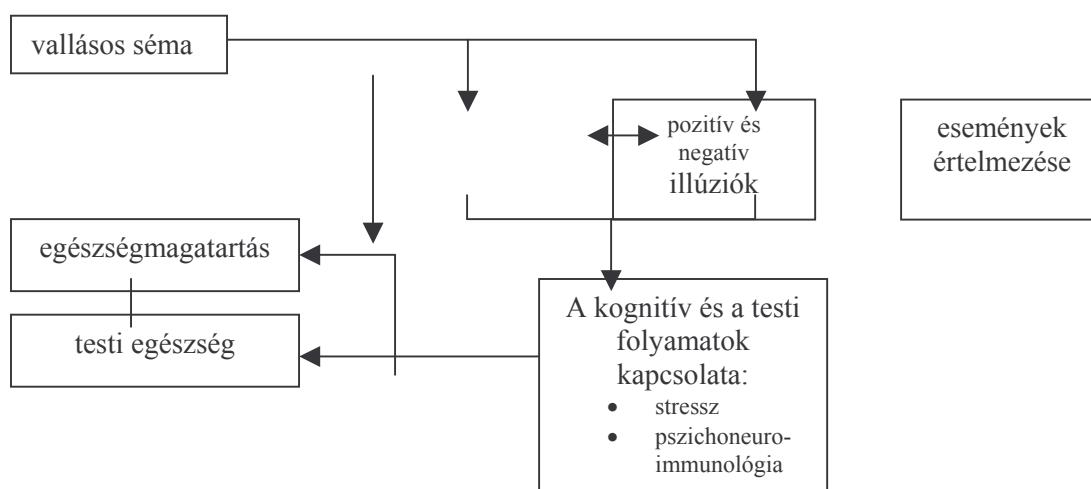 vallásos séma
pozitív és
negatív
illúziók
események
értelmezése
egészségmagatartás
testi egészség
A kognitív és a testi
folyamatok
kapcsolata:
• stressz
• pszichoneuro-
immunológia